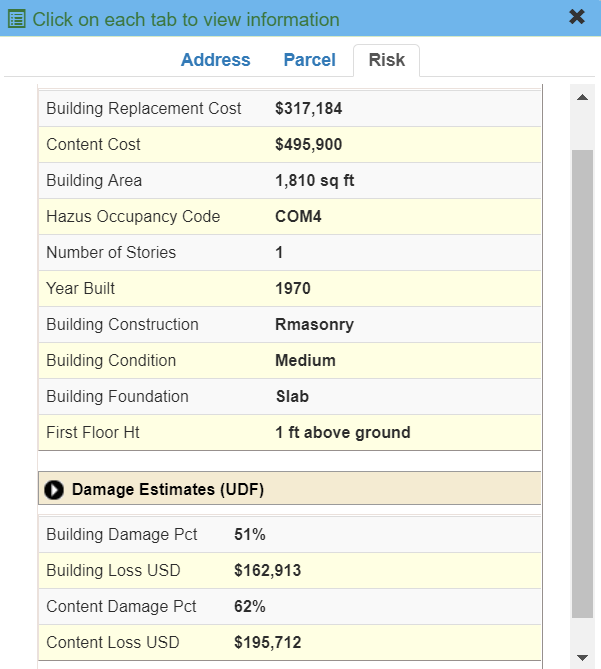 Click on each tab to view information
Address Parcel Risk
Building Replacement Cost $317,184
Content Cost $495,900
Building Area 1,810 sq ft
Hazus Occupancy Code COM4
Number of Stories 1
Year Built 1970
Building Construction Rmasonry
Building Condition Medium
Building Foundation Slab
First Floor Ht 1 ft above ground
Damage Estimates (UDF)
Building Damage Pct 51%
Building Loss USD $162,913
Content Damage Pct 62%
Content Loss USD $195,712